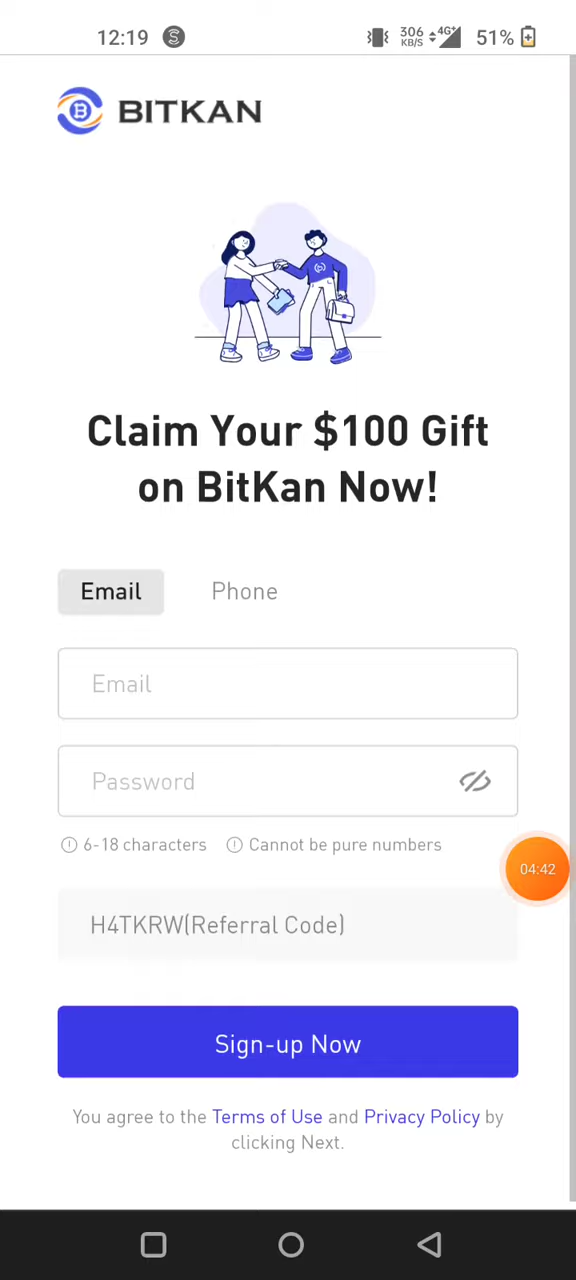 12:19
306 KB/S 4G+ 51%
BITKAN
Claim Your $100 Gift
on BitKan Now!
Email Phone
Email
Password
6-18 characters Cannot be pure numbers
04:42
H4TKRW(Referral Code)
Sign-up Now
You agree to the Terms of Use and Privacy Policy by
clicking Next.